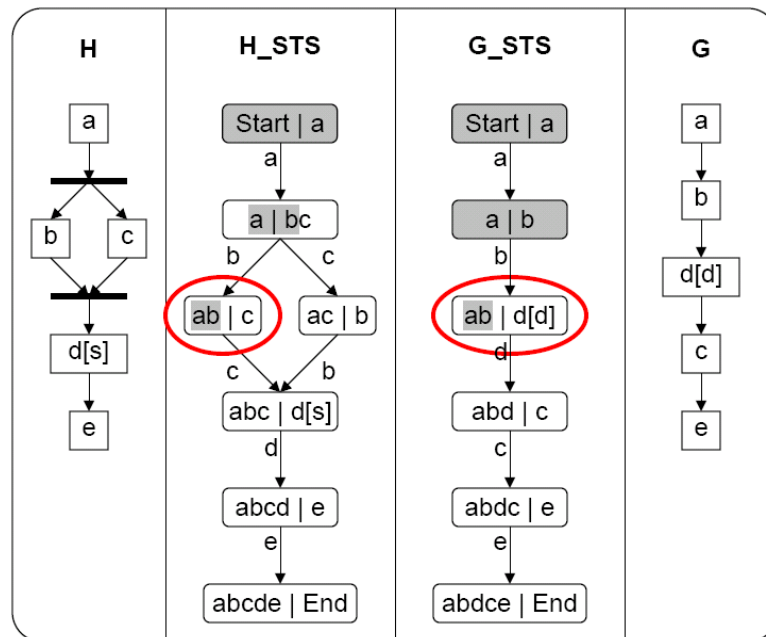 H
a
b
c
d[s]
e
H_STS
Start | a
a
a | bc
b
c
ab | c
ac | b
c
b
abc | d[s]
d
abcd | e
e
abcde | End
G_STS
Start | a
a
a | b
b
ab | d[d]
d
abd | c
c
abdc | e
e
abdce | End
G
a
b
d[d]
c
e